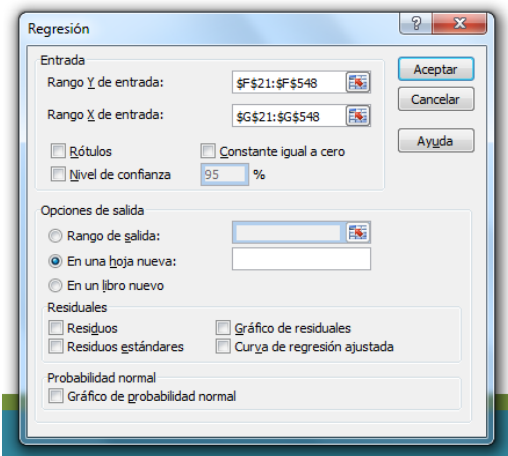 Regresión
Entrada
Rango Y de entrada: $F$21:$F$548
Rango X de entrada: $G$21:$G$548
Rótulos Constante igual a cero
Nivel de confianza 95 %
Aceptar
Cancelar
Ayuda
Opciones de salida
Rango de salida:
En una hoja nueva:
En un libro nuevo
Residuales
Residuos Gráfico de residuales
Residuos estándares Curva de regresión ajustada
Probabilidad normal
Gráfico de probabilidad normal